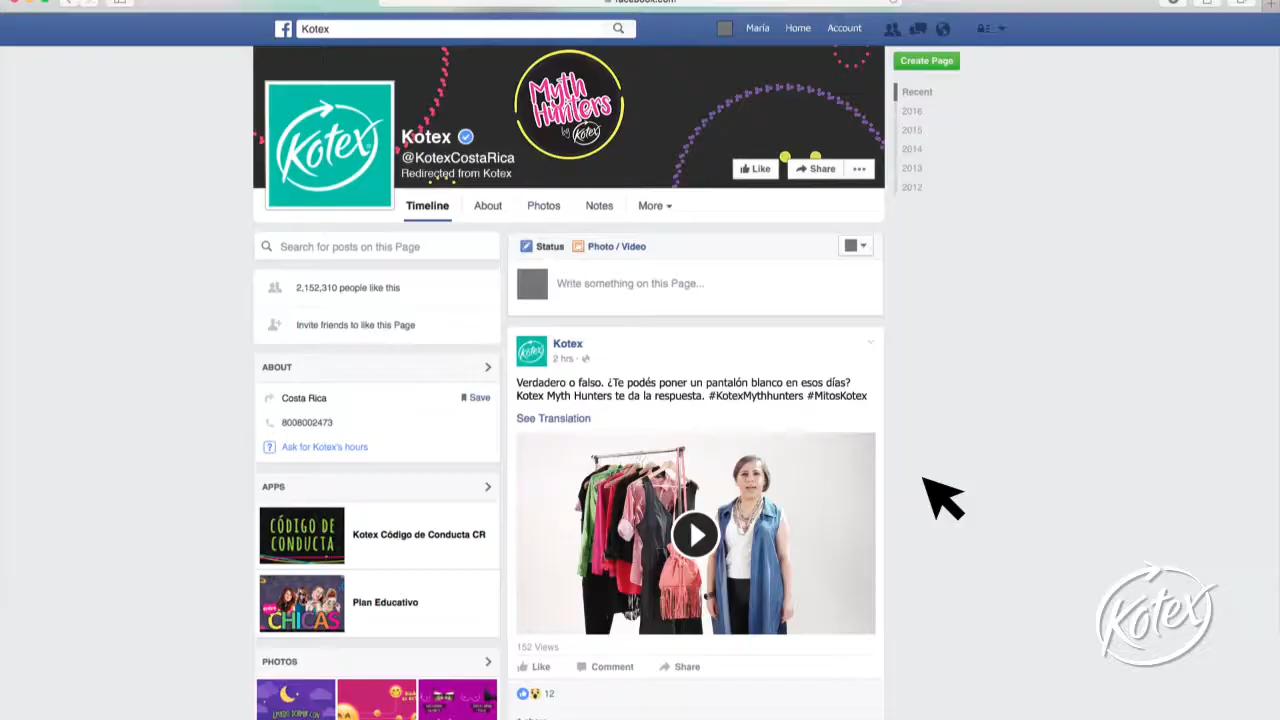 facebook.com
Kotex
María
Home
Account
Create Page
Myth
Hunters
by Kotex
Kotex
Kotex
@KotexCostaRica
Redirected from Kotex
Like
Share
Recent
2016
2015
2014
2013
2012
Timeline
About
Photos
Notes
More
Search for posts on this Page
Status
Photo / Video
2,152,310 people like this
Write something on this Page...
Invite friends to like this Page
Kotex
Kotex
2 hrs
ABOUT
Verdadero o falso. ¿Te podés poner un pantalón blanco en esos días?
Kotex Myth Hunters te da la respuesta. #KotexMythhunters #MitosKotex
Costa Rica
Save
See Translation
8008002473
Ask for Kotex's hours
APPS
CÓDIGO DE
CONDUCTA
Kotex Código de Conducta CR
CHICAS
Plan Educativo
Kotex
152 Views
Like
Comment
Share
PHOTOS
12